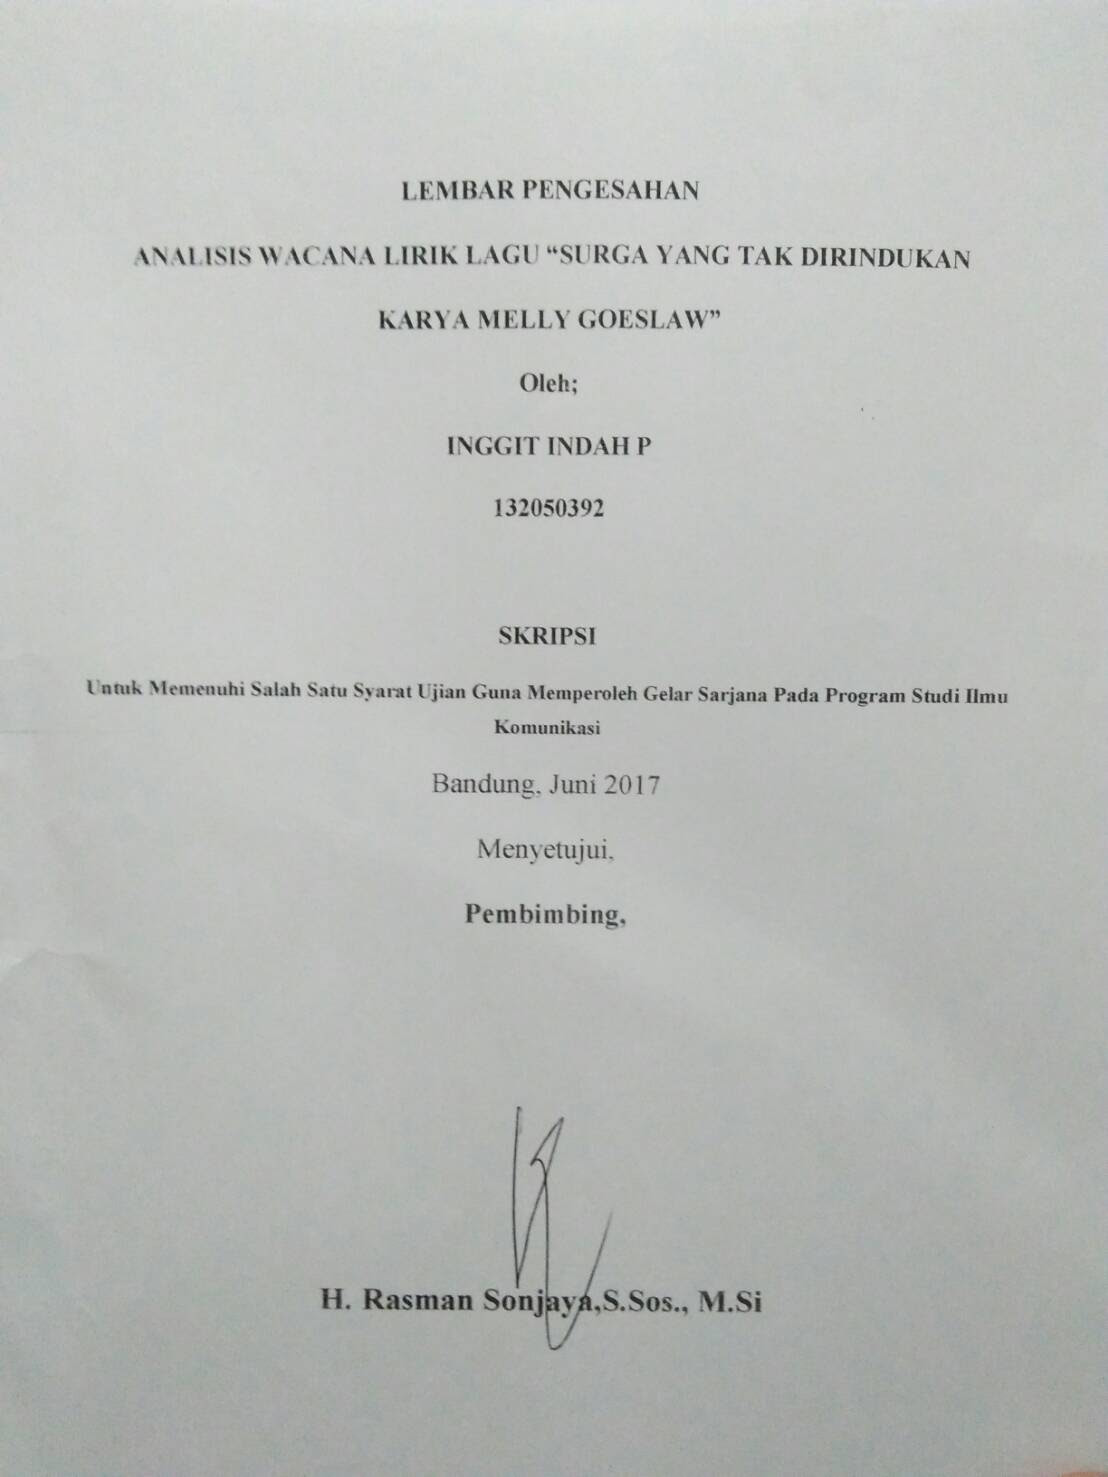 LEMBAR PENGESAHAN
ANALISIS WACANA LIRIK LAGU “SURGA YANG TAK DIRINDUKAN
KARYA MELLY GOESLAW”
Oleh;
INGGIT INDAH P
132050392
SKRIPSI
Untuk Memenuhi Salah Satu Syarat Ujian Guna Memperoleh Gelar Sarjana Pada Program Studi Ilmu
Komunikasi
Bandung, Juni 2017
Menyetujui,
Pembimbing,
H. Rasman Sonjaya,S.Sos., M.Si